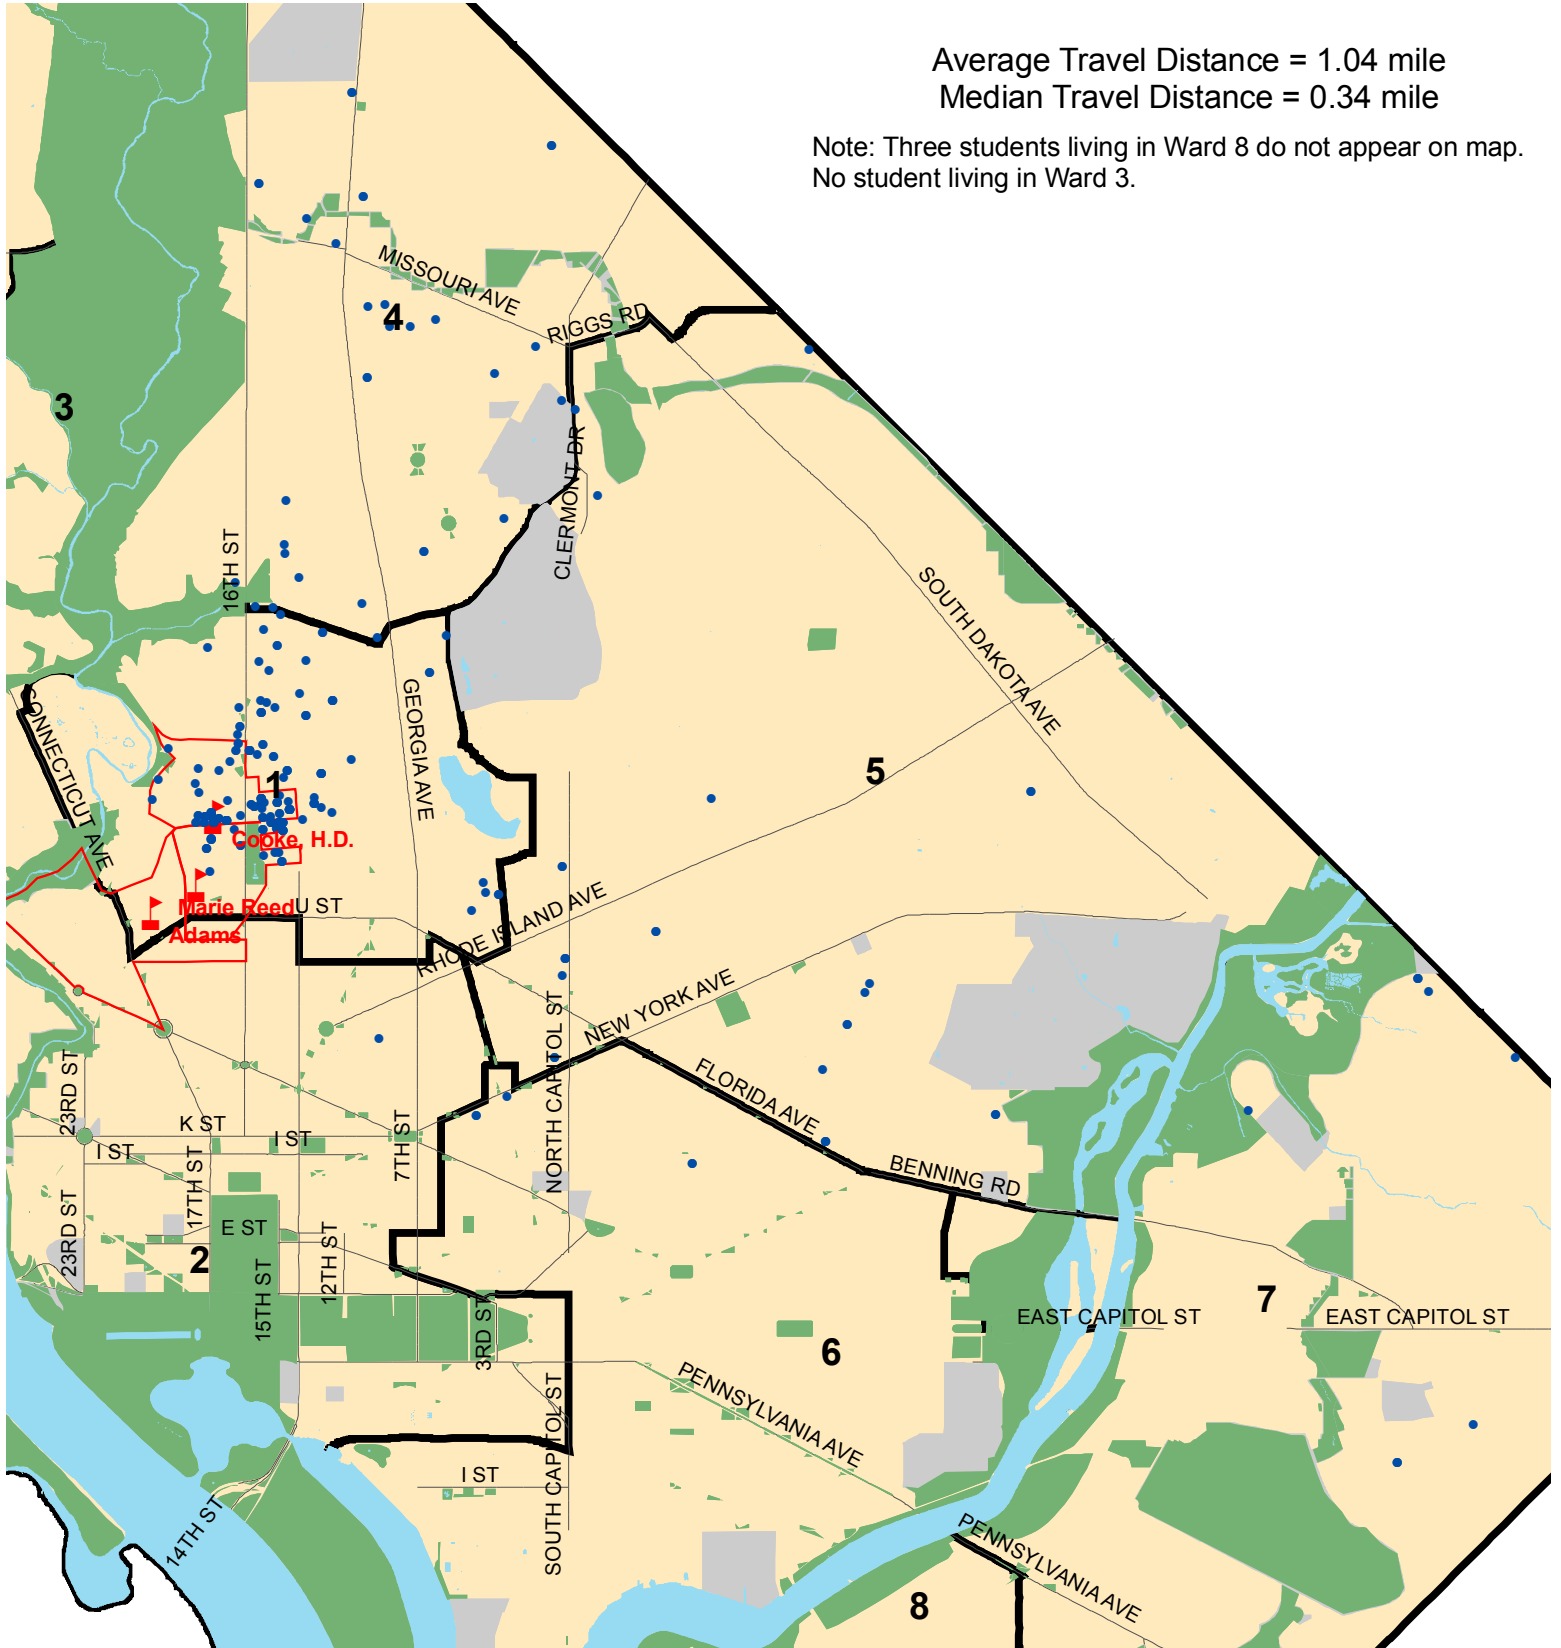 Average Travel Distance = 1.04 mile
Median Travel Distance = 0.34 mile
Note: Three students living in Ward 8 do not appear on map.
No student living in Ward 3.
MISSOURI AVE
4
RIGGS RD
3
CLERMONT DR
16TH ST
SOUTH DAKOTA AVE
CONNECTICUT AVE
GEORGIA AVE
1
5
Cooke, H.D.
Marie Reed
U ST
Adams
RHODE ISLAND AVE
NEW YORK AVE
NORTH CAPITOL ST
FLORIDA AVE
23RD ST
K ST
I ST
I ST
7TH ST
17TH ST
BENNING RD
23RD ST
E ST
2
12TH ST
15TH ST
3RD ST
7
EAST CAPITOL ST
EAST CAPITOL ST
6
PENNSYLVANIA AVE
SOUTH CAPITOL ST
I ST
14TH ST
PENNSYLVANIA AVE
8